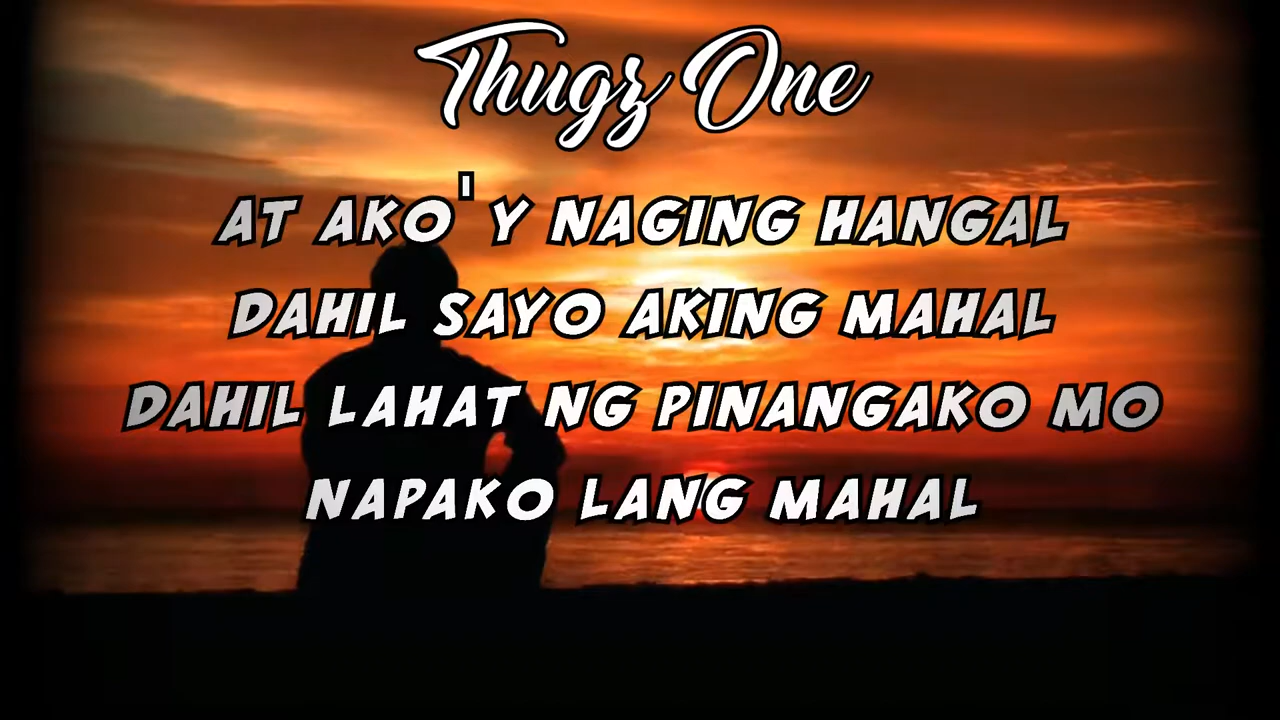 Thugz One
AT AKO'Y NAGING HANGAL
DAHIL SAYO AKING MAHAL
DAHIL LAHAT NG PINANGAKO MO
NAPAKO LANG MAHAL